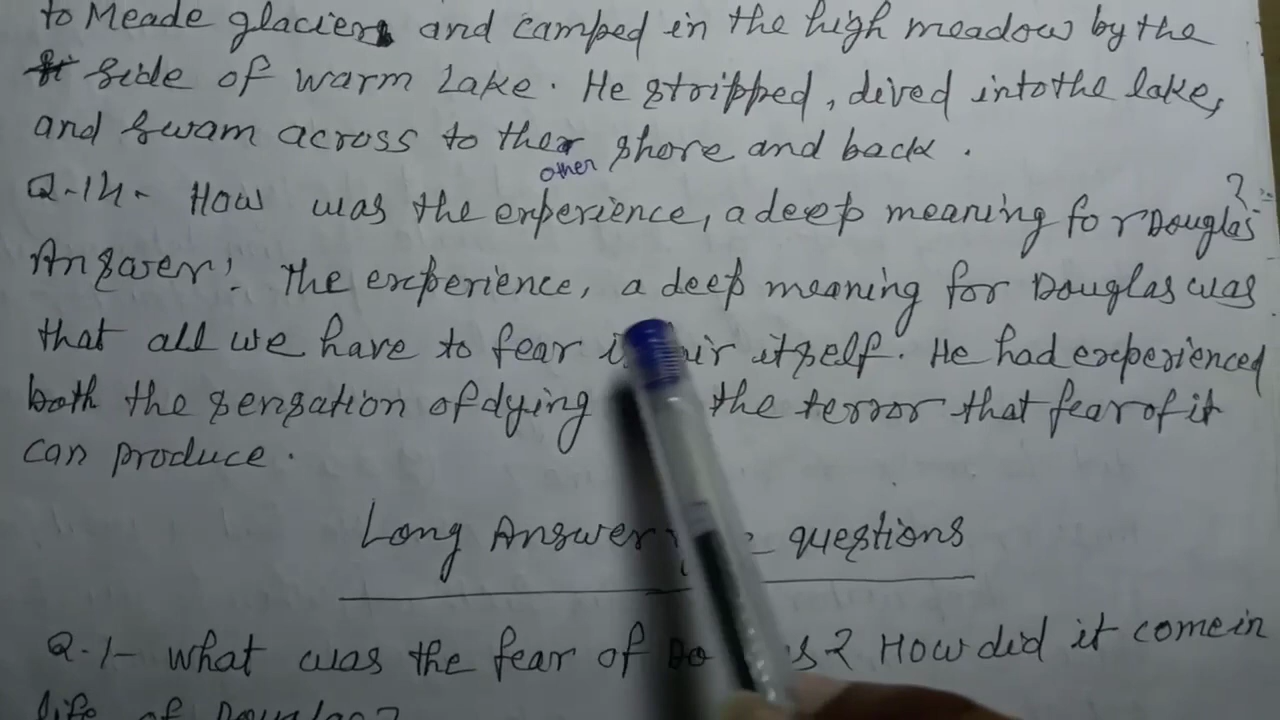 to Meade glaciers and camped in the high meadow by the
side of warm Lake. He stripped, dived into the lake,
and swam across to the other shore and back.
Q.14- How was the experience, a deep meaning for Douglas?
Answer! The experience, a deep meaning for Douglas was
that all we have to fear itself. He had experienced
both the sensation of dying the terror that fear of it
can produce.
Long Answer questions
Q.1- What was the fear of How did it come in
life of Douglas?